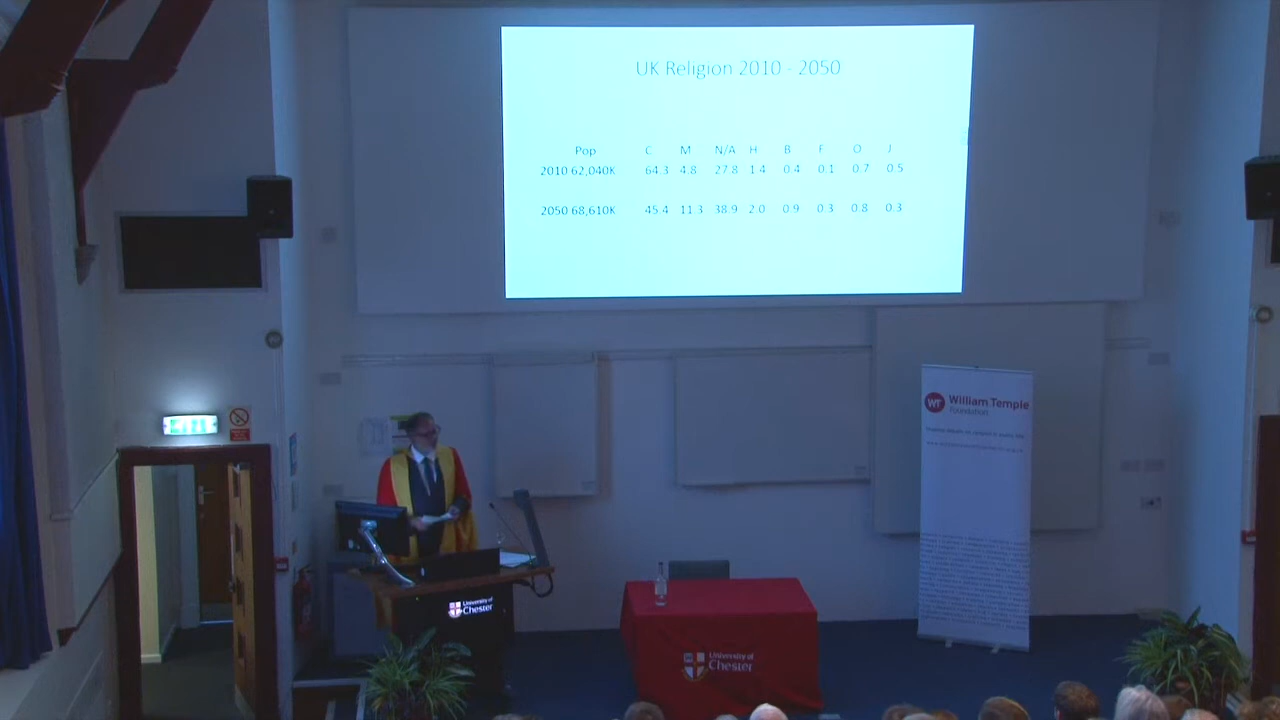 UK Religion 2010 - 2050
Pop C M N/A H B F O J
2010 62,040K 64.3 4.8 27.8 1.4 0.4 0.1 0.7 0.5
2050 68,610K 45.4 11.3 38.9 2.0 0.9 0.3 0.8 0.3
WT William Temple
Foundation
University of
Chester
University of
Chester